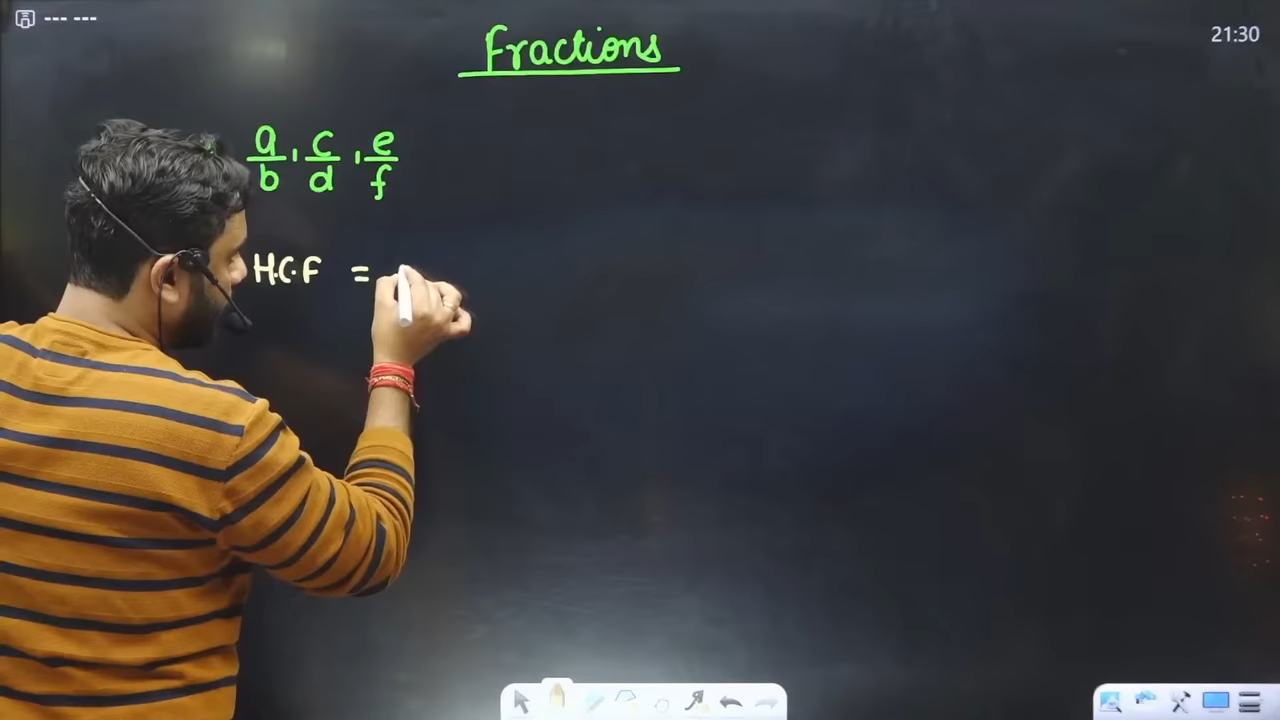 --- ---
21:30
Fractions
a/b , c/d , e/f
H.C.F =